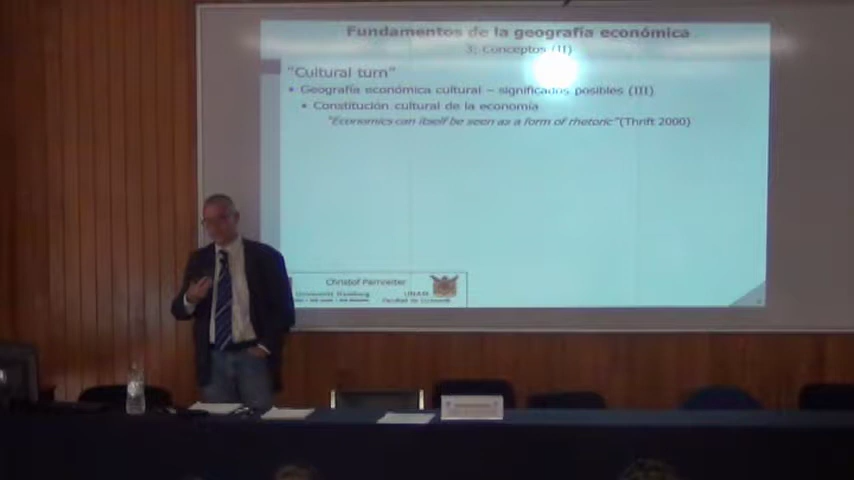 Fundamentos de la geografía económica
3: Conceptos (II)
"Cultural turn"
• Geografía económica cultural – significados posibles (III)
• Constitución cultural de la economía
"Economics can itself be seen as a form of rhetoric" (Thrift 2000)
Christof Parnreiter
Universität Hamburg
UNAM
Facultad de Economía